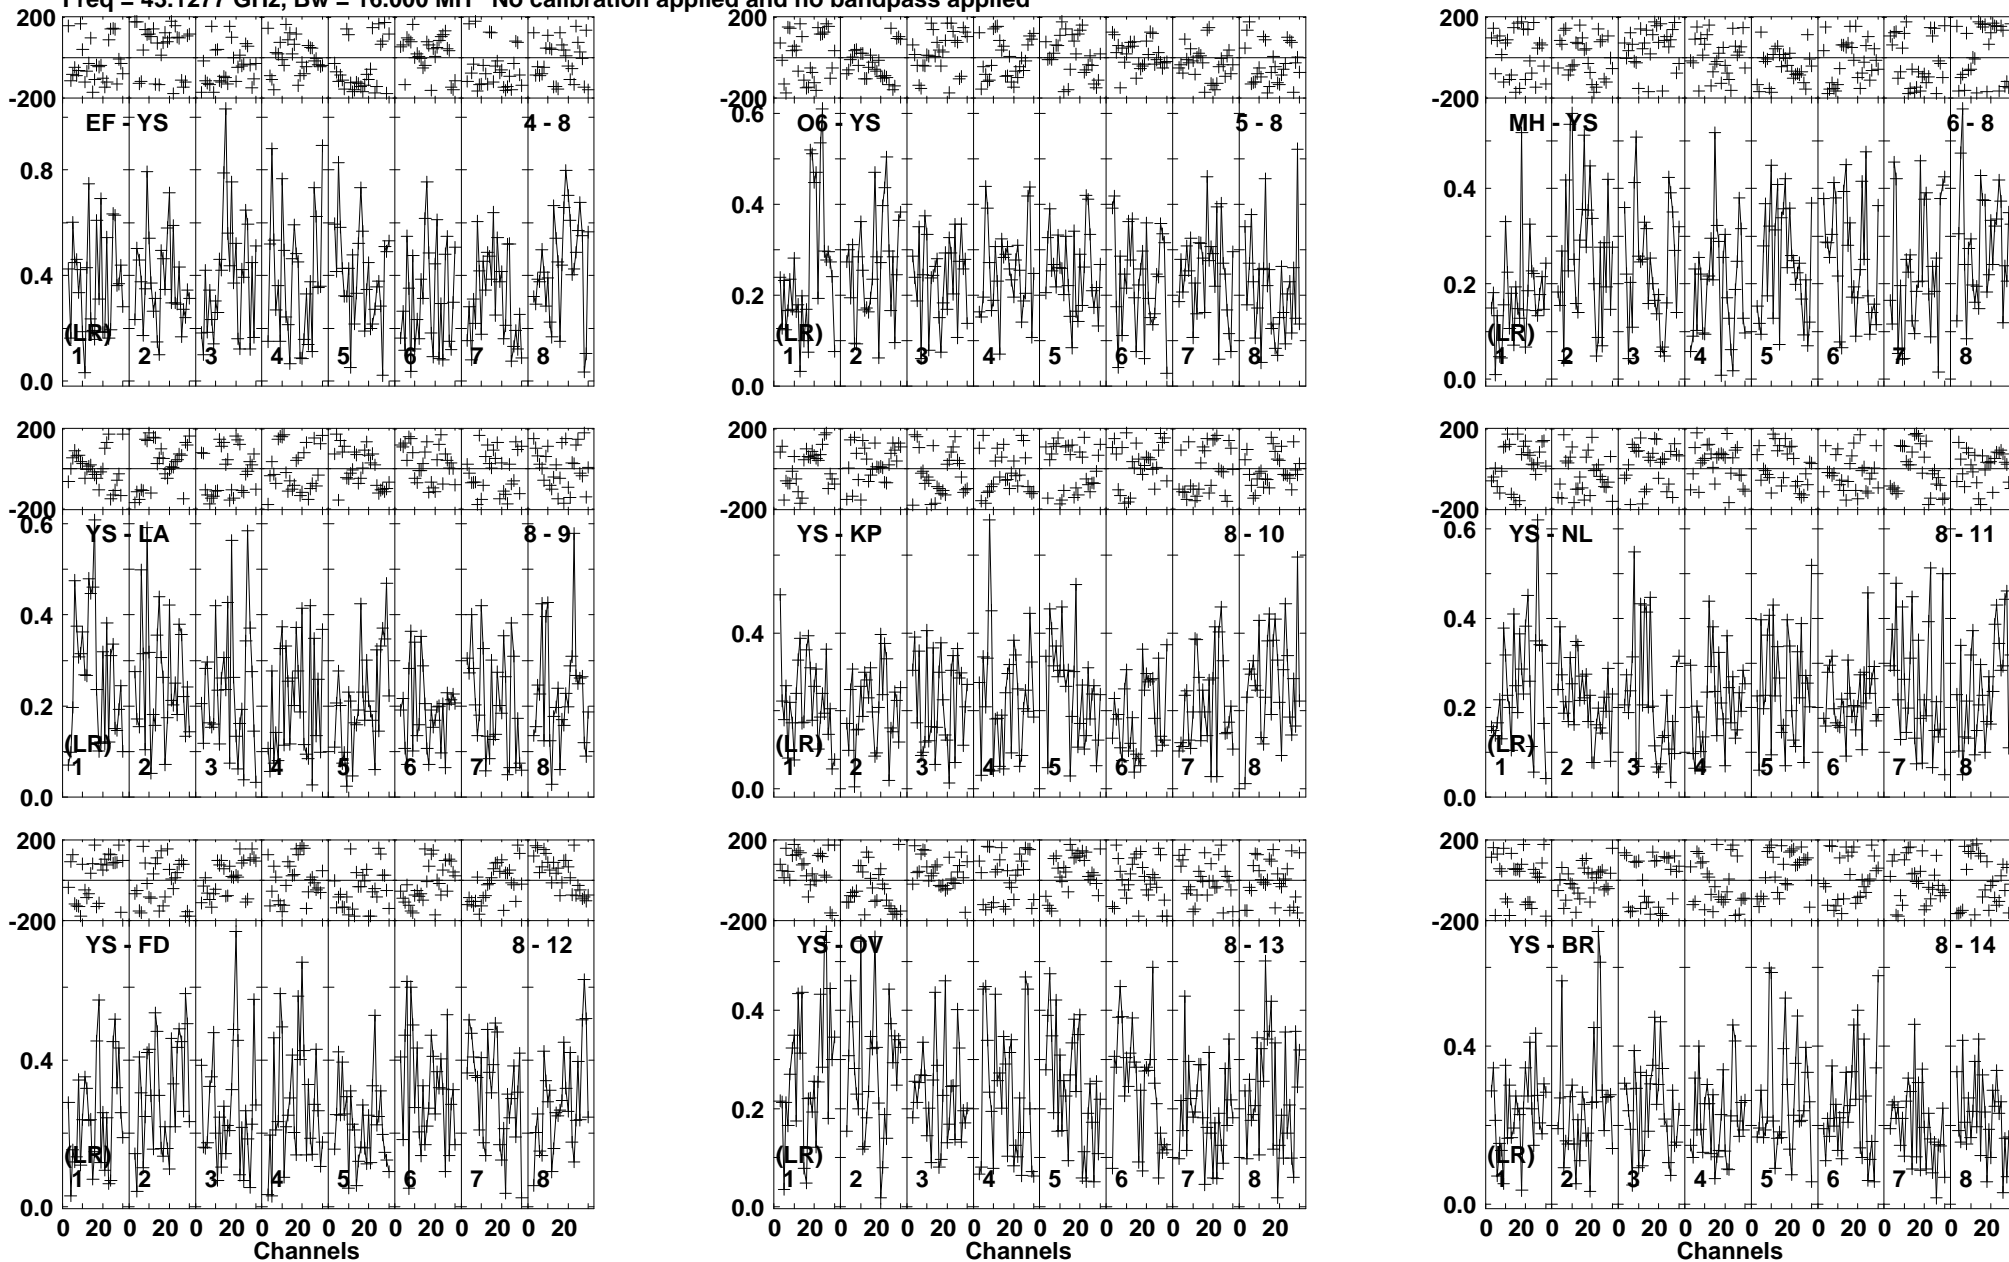 Freq = 43.1277 GHz, Bw = 16.000 MH No calibration applied and no bandpass applied
200 200 200
-200 -200 -200
EF - YS 4 - 8 O6 - YS 5 - 8 MH - YS 6 - 8
0.8 0.4 0.0
0.6 0.4 0.2 0.0
0.4 0.2 0.0
(LR) (LR) (LR)
1 2 3 4 5 6 7 8 1 2 3 4 5 6 7 8 1 2 3 4 5 6 7 8
200 200 200
-200 -200 -200
YS - LA 8 - 9 YS - KP 8 - 10 YS - NL 8 - 11
0.6 0.4 0.2 0.0
0.4 0.2 0.0
0.6 0.4 0.2 0.0
(LR) (LR) (LR)
1 2 3 4 5 6 7 8 1 2 3 4 5 6 7 8 1 2 3 4 5 6 7 8
200 200 200
-200 -200 -200
YS - FD 8 - 12 YS - OV 8 - 13 YS - BR 8 - 14
0.4 0.2 0.0
0.4 0.2 0.0
0.4 0.2 0.0
(LR) (LR) (LR)
1 2 3 4 5 6 7 8 1 2 3 4 5 6 7 8 1 2 3 4 5 6 7 8
0 20 0 20 0 20 0 20 0 20 0 20 0 20 0 20 0 20 0 20 0 20 0 20 0 20 0 20 0 20 0 20 0 20 0 20 0 20 0 20 0 20 0 20 0 20 0 20
Channels Channels Channels